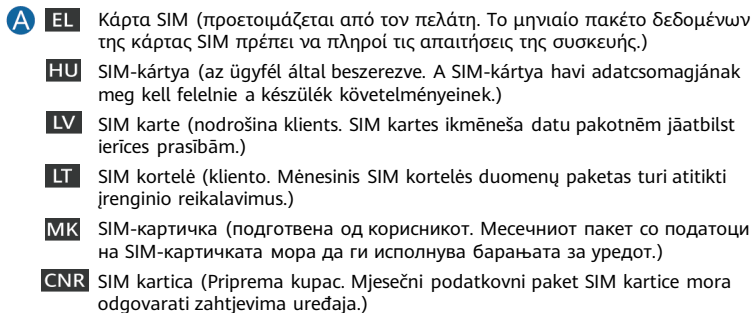 A EL Κάρτα SIM (προετοιμάζεται από τον πελάτη. Το μηνιαίο πακέτο δεδομένων
της κάρτας SIM πρέπει να πληροί τις απαιτήσεις της συσκευής.)
HU SIM-kártya (az ügyfél által beszerezve. A SIM-kártya havi adatcsomagjának
meg kell felelnie a készülék követelményeinek.)
LV SIM karte (nodrošina klients. SIM kartes ikmēneša datu pakotnēm jāatbilst
ierīces prasībām.)
LT SIM kortelė (kliento. Mėnesinis SIM kortelės duomenų paketas turi atitikti
įrenginio reikalavimus.)
MK SIM-картичка (подготвена од корисникот. Месечниот пакет со податоци
на SIM-картичката мора да ги исполнува барањата за уредот.)
CNR SIM kartica (Priprema kupac. Mjesečni podatkovni paket SIM kartice mora
odgovarati zahtjevima uređaja.)